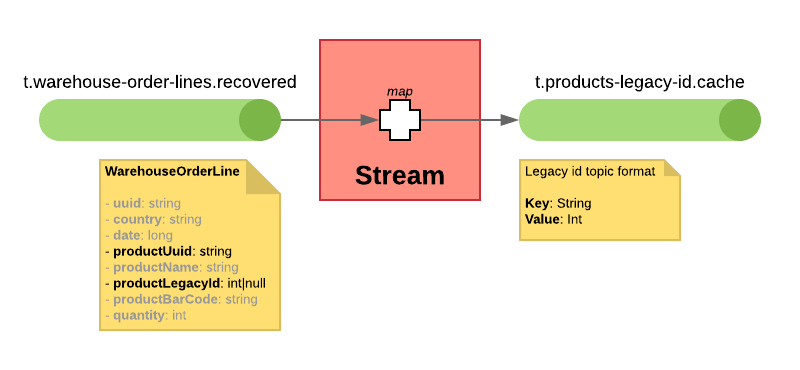 t.warehouse-order-lines.recovered
t.products-legacy-id.cache
map
Stream
WarehouseOrderLine
- uuid: string
- country: string
- date: long
- productUuid: string
- productName: string
- productLegacyId: int|null
- productBarCode: string
- quantity: int
Legacy id topic format
Key: String
Value: Int